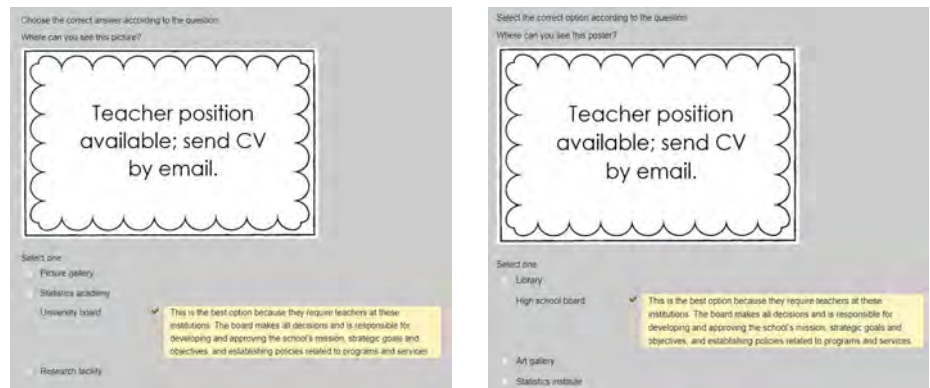 Choose the correct answer according to the question:
Where can you see this picture?
Teacher position
available; send CV
by email.
Select one:
Picture gallery
Statistics academy
University board
This is the best option because they require teachers at these
institutions. The board makes all decisions and is responsible for
developing and approving the school's mission, strategic goals and
objectives, and establishing policies related to programs and services
Research facility
Select the correct option according to the question:
Where can you see this poster?
Teacher position
available; send CV
by email.
Select one:
Library
High school board
This is the best option because they require teachers at these
institutions. The board makes all decisions and is responsible for
developing and approving the school's mission, strategic goals and
objectives, and establishing policies related to programs and services.
Art gallery
Statistics institute